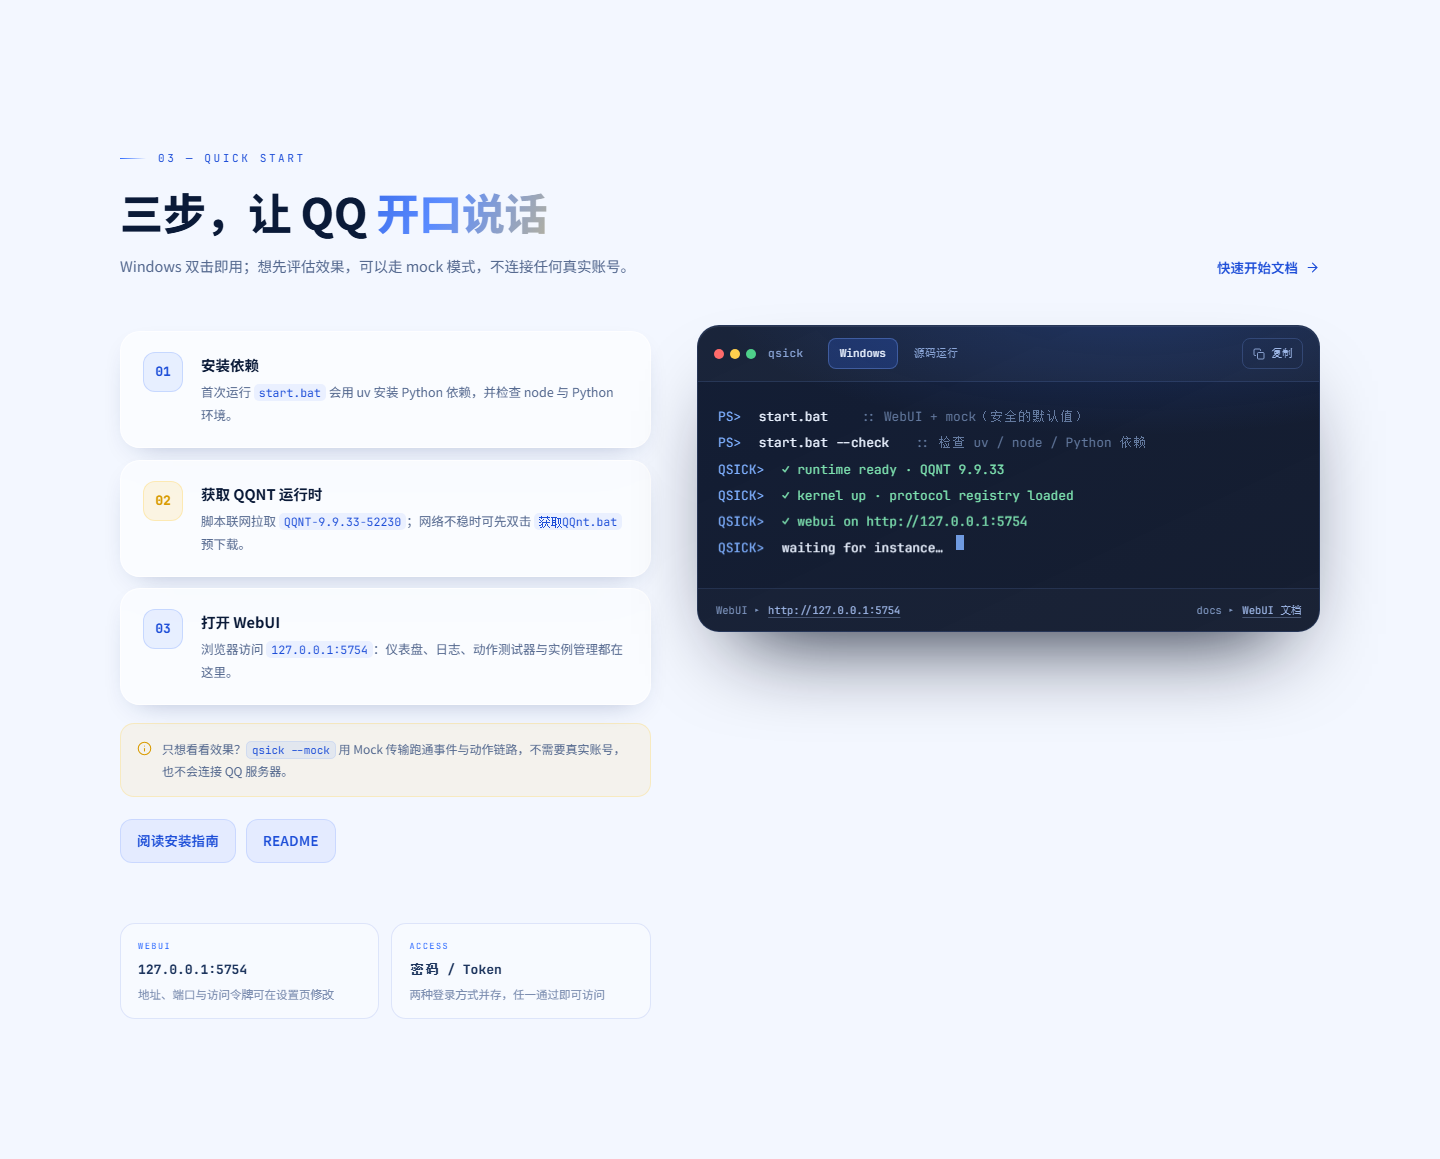 03 — QUICK START
三步，让 QQ 开口说话
Windows 双击即用；想先评估效果，可以走 mock 模式，不连接任何真实账号。
快速开始文档 →
01
安装依赖
首次运行 start.bat 会用 uv 安装 Python 依赖，并检查 node 与 Python
环境。
02
获取 QQNT 运行时
脚本联网拉取 QQNT-9.9.33-52230；网络不稳时可先双击 获取QQnt.bat
预下载。
03
打开 WebUI
浏览器访问 127.0.0.1:5754：仪表盘、日志、动作测试器与实例管理都在
这里。
只想看看效果？qsick --mock 用 Mock 传输跑通事件与动作链路，不需要真实账号，
也不会连接 QQ 服务器。
阅读安装指南
README
WEBUI
127.0.0.1:5754
地址、端口与访问令牌可在设置页修改
ACCESS
密码 / Token
两种登录方式并存，任一通过即可访问
qsick
Windows
源码运行
复制
PS> start.bat :: WebUI + mock（安全的默认值）
PS> start.bat --check :: 检查 uv / node / Python 依赖
QSICK> ✓ runtime ready · QQNT 9.9.33
QSICK> ✓ kernel up · protocol registry loaded
QSICK> ✓ webui on http://127.0.0.1:5754
QSICK> waiting for instance…
WebUI ▸ http://127.0.0.1:5754
docs ▸ WebUI 文档